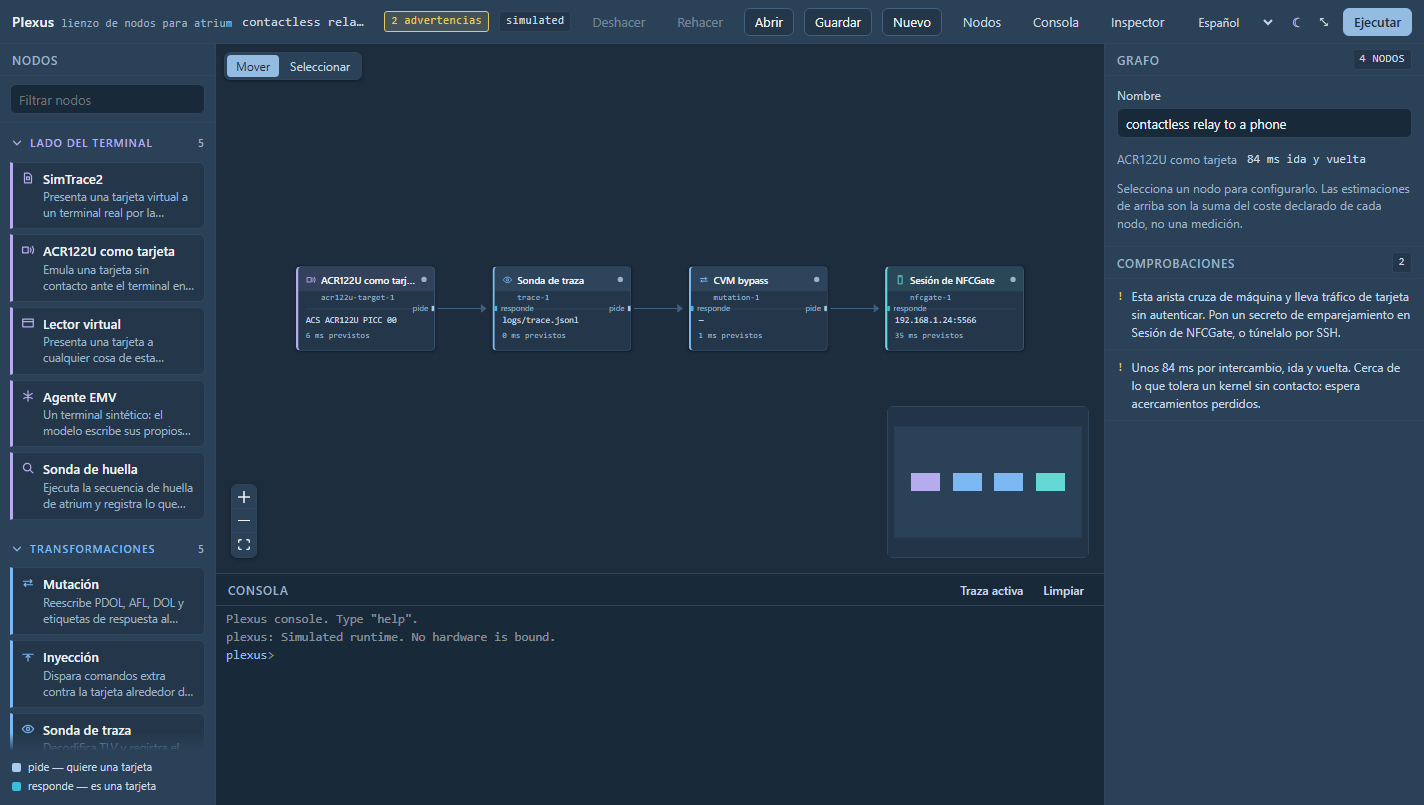 Plexus lienzo de nodos para atrium contactless rela… 2 advertencias simulated Deshacer Rehacer Abrir Guardar Nuevo Nodos Consola Inspector Español Ejecutar
NODOS
Filtrar nodos
LADO DEL TERMINAL 5
SimTrace2
Presenta una tarjeta virtual a
un terminal real por la…
ACR122U como tarjeta
Emula una tarjeta sin
contacto ante el terminal en…
Lector virtual
Presenta una tarjeta a
cualquier cosa de esta…
Agente EMV
Un terminal sintético: el
modelo escribe sus propios…
Sonda de huella
Ejecuta la secuencia de huella
de atrium y registra lo que…
TRANSFORMACIONES 5
Mutación
Reescribe PDOL, AFL, DOL y
etiquetas de respuesta al…
Inyección
Dispara comandos extra
contra la tarjeta alrededor d…
Sonda de traza
Decodifica TLV y registra el
pide — quiere una tarjeta
responde — es una tarjeta
Mover Seleccionar
ACR122U como tarj…
acr122u-target-1
pide
ACS ACR122U PICC 00
6 ms previstos
Sonda de traza
trace-1
responde pide
logs/trace.jsonl
0 ms previstos
CVM bypass
mutation-1
responde pide
—
1 ms previstos
Sesión de NFCGate
nfcgate-1
responde
192.168.1.24:5566
35 ms previstos
CONSOLA Traza activa Limpiar
Plexus console. Type "help".
plexus: Simulated runtime. No hardware is bound.
plexus>
GRAFO 4 NODOS
Nombre
contactless relay to a phone
ACR122U como tarjeta 84 ms ida y vuelta
Selecciona un nodo para configurarlo. Las estimaciones
de arriba son la suma del coste declarado de cada
nodo, no una medición.
COMPROBACIONES 2
! Esta arista cruza de máquina y lleva tráfico de tarjeta
sin autenticar. Pon un secreto de emparejamiento en
Sesión de NFCGate, o túnelalo por SSH.
! Unos 84 ms por intercambio, ida y vuelta. Cerca de
lo que tolera un kernel sin contacto: espera
acercamientos perdidos.